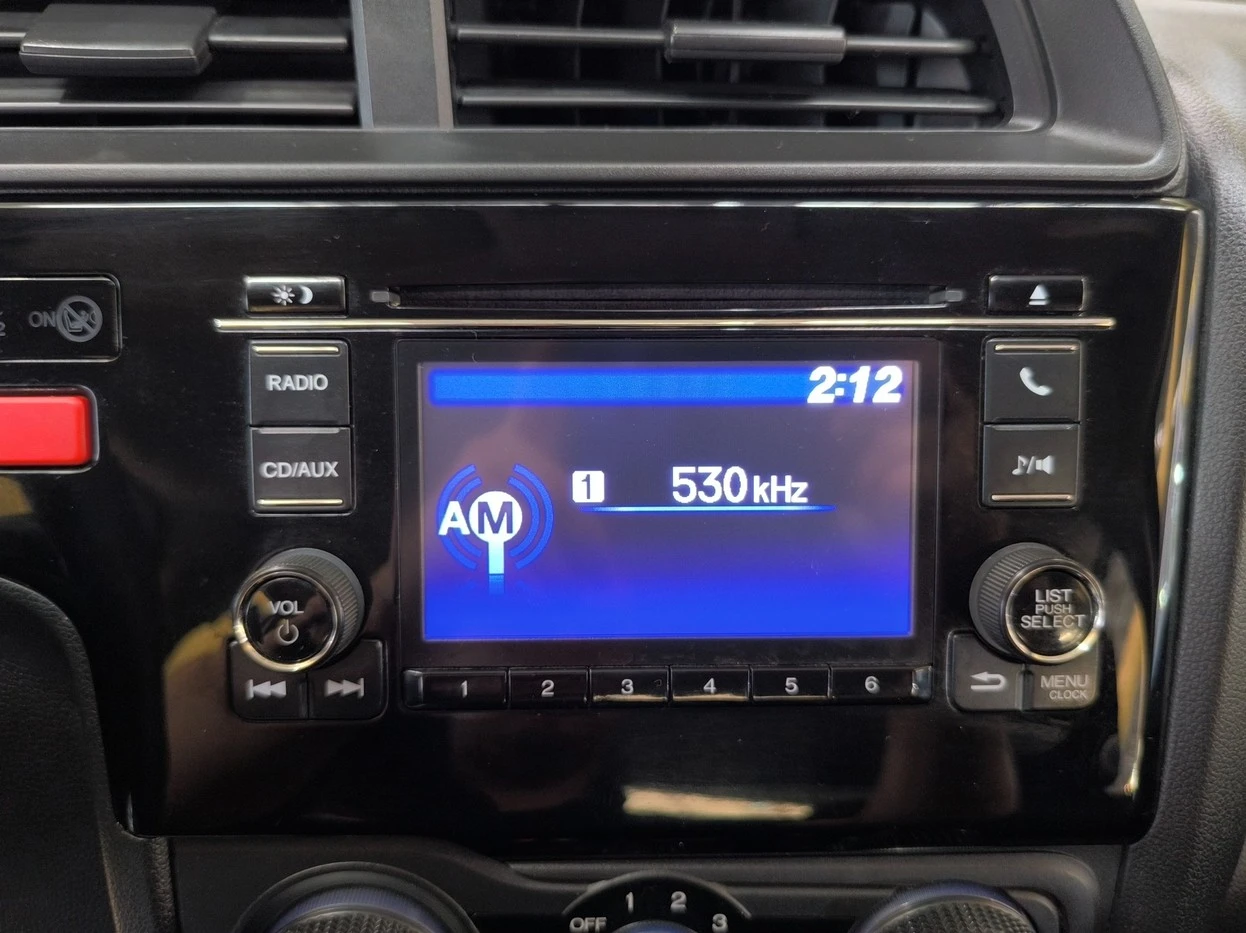 ON
RADIO
CD/AUX
2:12
1 530 kHz
AM
VOL
LIST
PUSH
SELECT
1 2 3 4 5 6
MENU
CLOCK
OFF 1 2 3